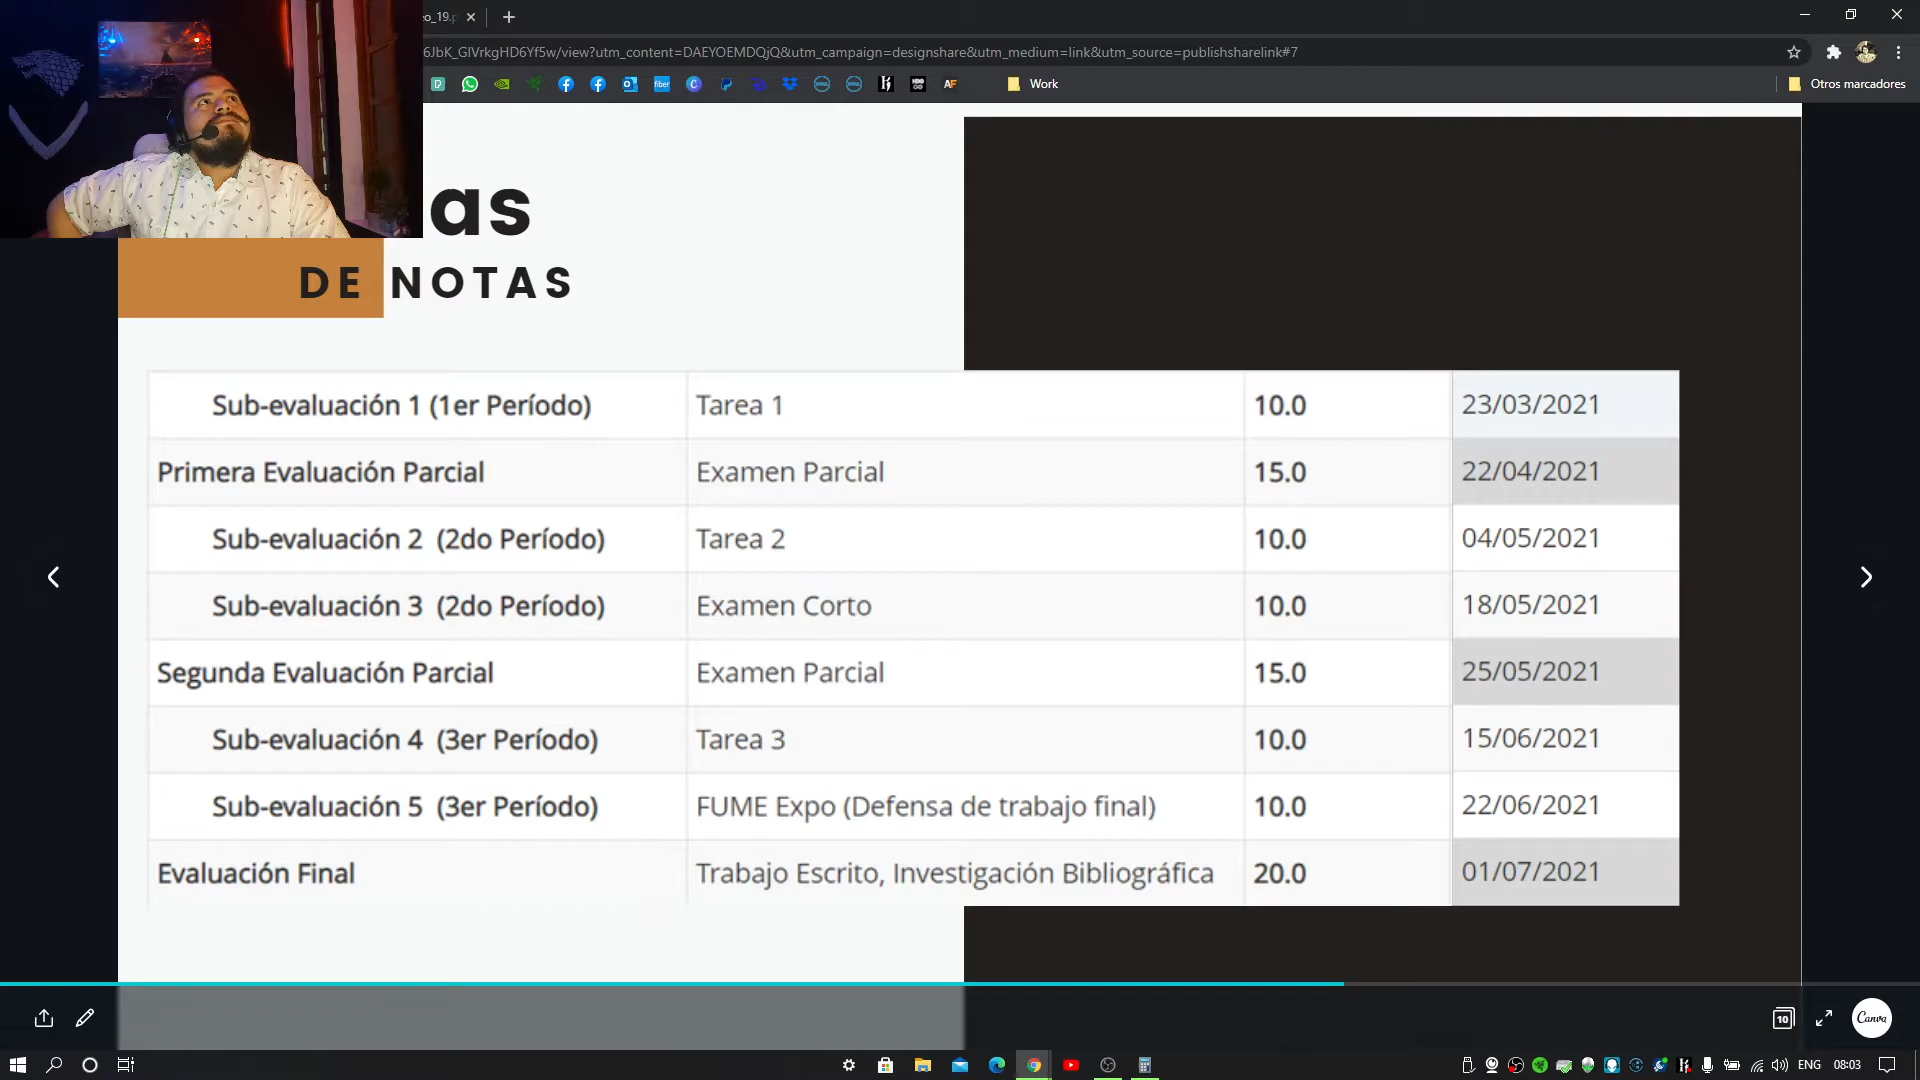 eo_19.p
6JbK_GlVrkgHD6Yf5w/view?utm_content=DAEYOEMDQjQ&utm_campaign=designshare&utm_medium=link&utm_source=publishsharelink#7
fiber
HBO GO
AF
Work
Otros marcadores
as
DE NOTAS
Sub-evaluación 1 (1er Período) Tarea 1 10.0 23/03/2021
Primera Evaluación Parcial Examen Parcial 15.0 22/04/2021
Sub-evaluación 2 (2do Período) Tarea 2 10.0 04/05/2021
Sub-evaluación 3 (2do Período) Examen Corto 10.0 18/05/2021
Segunda Evaluación Parcial Examen Parcial 15.0 25/05/2021
Sub-evaluación 4 (3er Período) Tarea 3 10.0 15/06/2021
Sub-evaluación 5 (3er Período) FUME Expo (Defensa de trabajo final) 10.0 22/06/2021
Evaluación Final Trabajo Escrito, Investigación Bibliográfica 20.0 01/07/2021
10
Canva
ENG 08:03